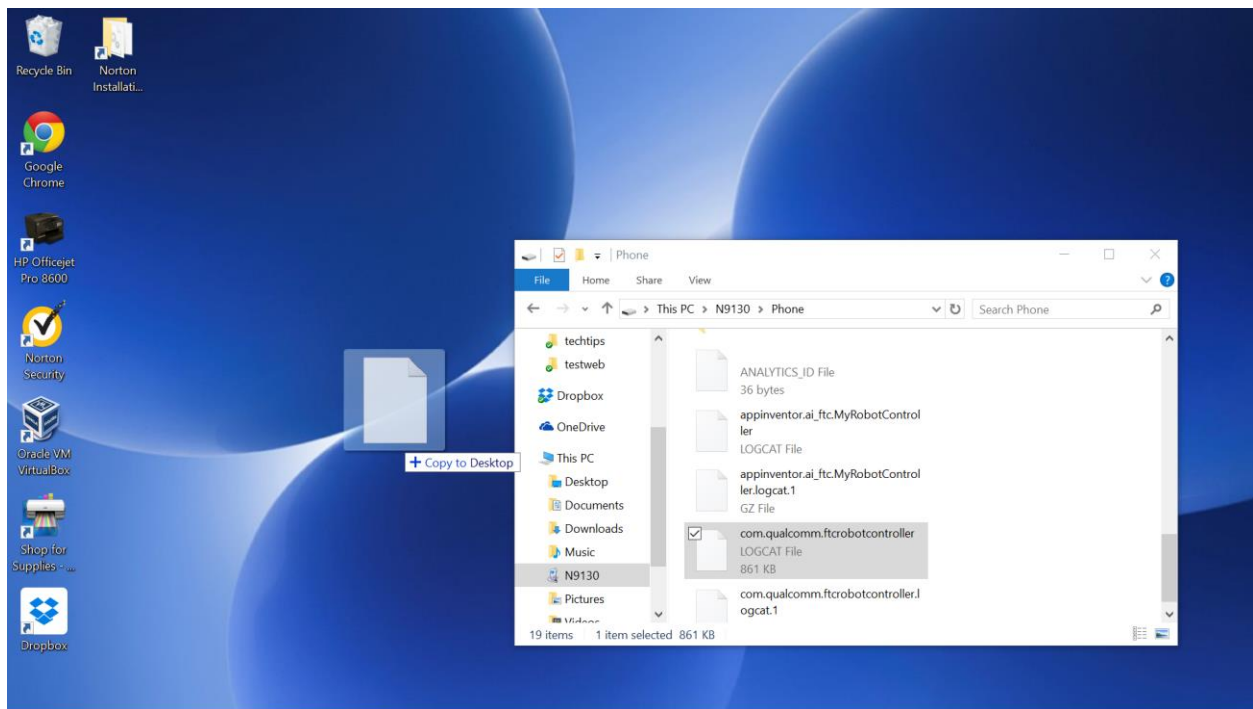 Recycle Bin
Norton
Installati...
Google
Chrome
HP Officejet
Pro 8600
Norton
Security
Oracle VM
VirtualBox
Shop for
Supplies - ...
Dropbox
+ Copy to Desktop
Phone
File Home Share View
This PC > N9130 > Phone
Search Phone
techtips
testweb
Dropbox
OneDrive
This PC
Desktop
Documents
Downloads
Music
N9130
Pictures
Videos
ANALYTICS_ID File
36 bytes
appinventor.ai_ftc.MyRobotControl
ler
LOGCAT File
appinventor.ai_ftc.MyRobotControl
ler.logcat.1
GZ File
com.qualcomm.ftcrobotcontroller
LOGCAT File
861 KB
com.qualcomm.ftcrobotcontroller.l
ogcat.1
19 items 1 item selected 861 KB